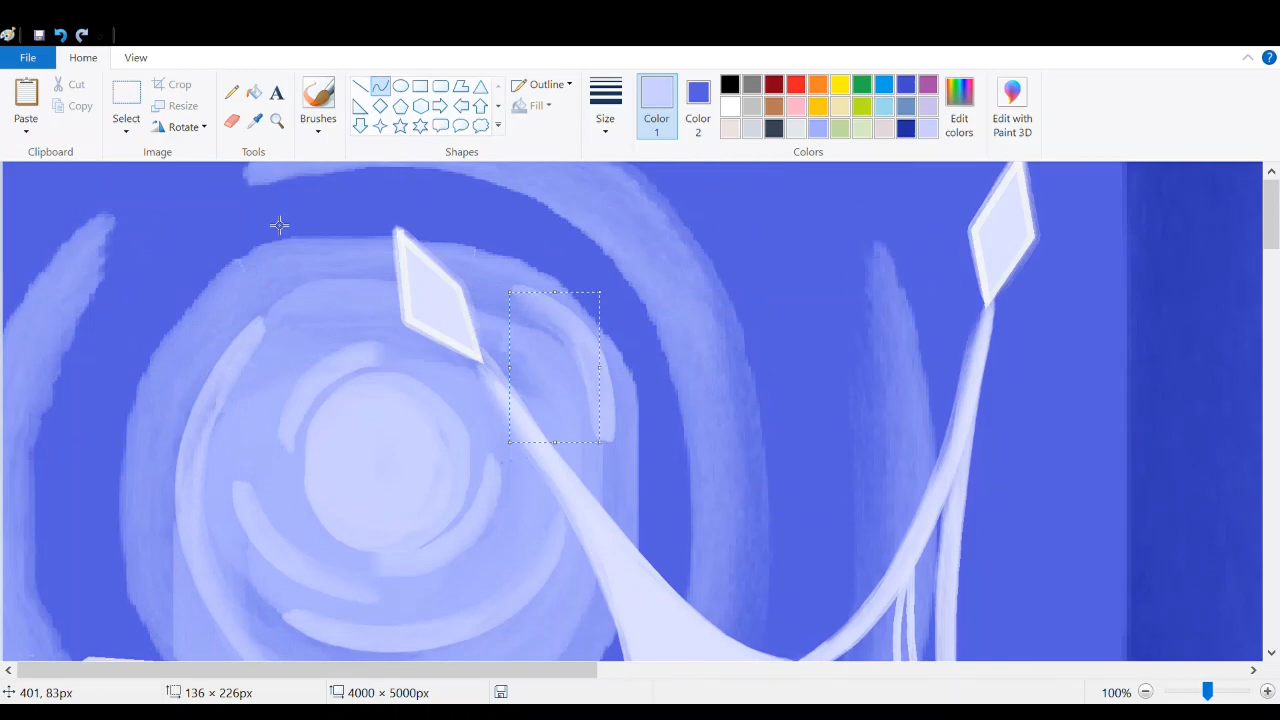 File Home View
Paste
Cut
Copy
Clipboard
Select
Crop
Resize
Rotate
Image
A
Tools
Brushes
Outline
Fill
Shapes
Size
Color
1
Color
2
Edit
colors
Colors
Edit with
Paint 3D
401, 83px 136 × 226px 4000 × 5000px 100%